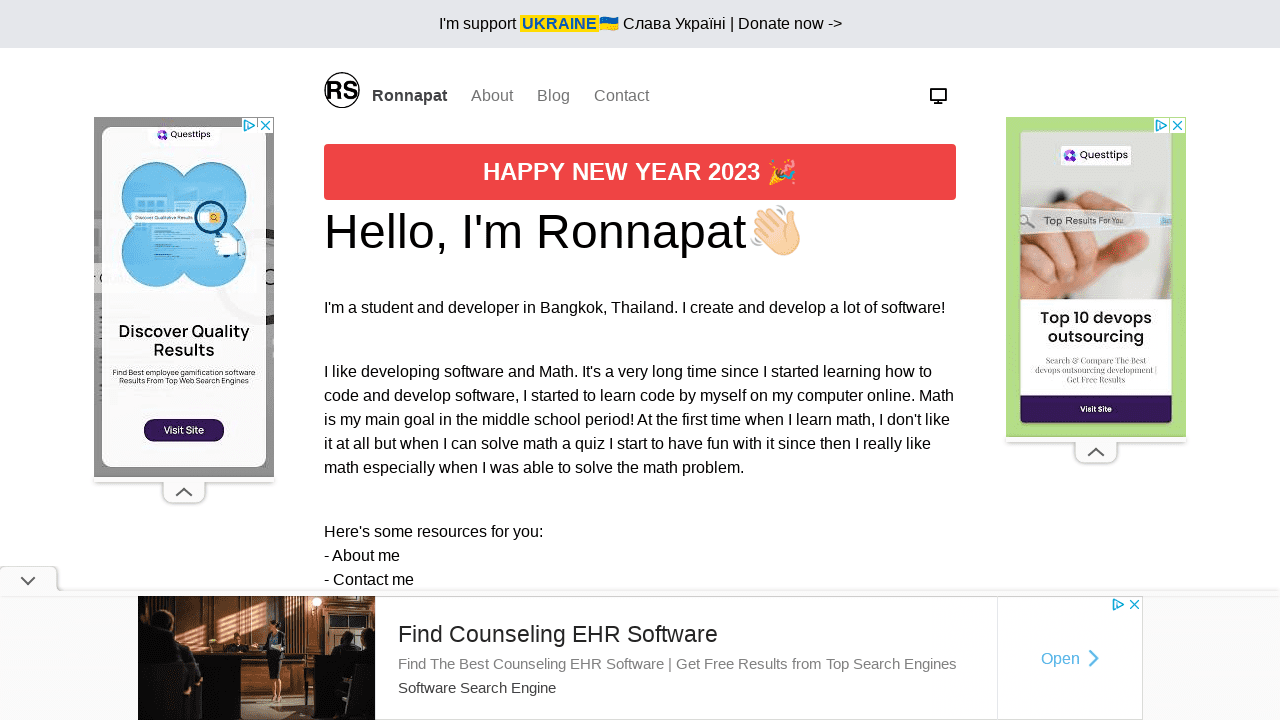 I'm support UKRAINE🇺🇦 Слава Україні | Donate now ->
RS Ronnapat About Blog Contact
HAPPY NEW YEAR 2023 🎉
Hello, I'm Ronnapat👋🏻
I'm a student and developer in Bangkok, Thailand. I create and develop a lot of software!
I like developing software and Math. It's a very long time since I started learning how to
code and develop software, I started to learn code by myself on my computer online. Math
is my main goal in the middle school period! At the first time when I learn math, I don't like
it at all but when I can solve math a quiz I start to have fun with it since then I really like
math especially when I was able to solve the math problem.
Here's some resources for you:
- About me
- Contact me
Questtips
Discover Qualitative Results
Discover Quality
Results
Find Best employee gamification software
Results From Top Web Search Engines
Visit Site
Questtips
Top Results For You
Top 10 devops
outsourcing
Search & Compare The Best
devops outsourcing development |
Get Free Results
Visit Site
Find Counseling EHR Software
Find The Best Counseling EHR Software | Get Free Results from Top Search Engines
Software Search Engine
Open